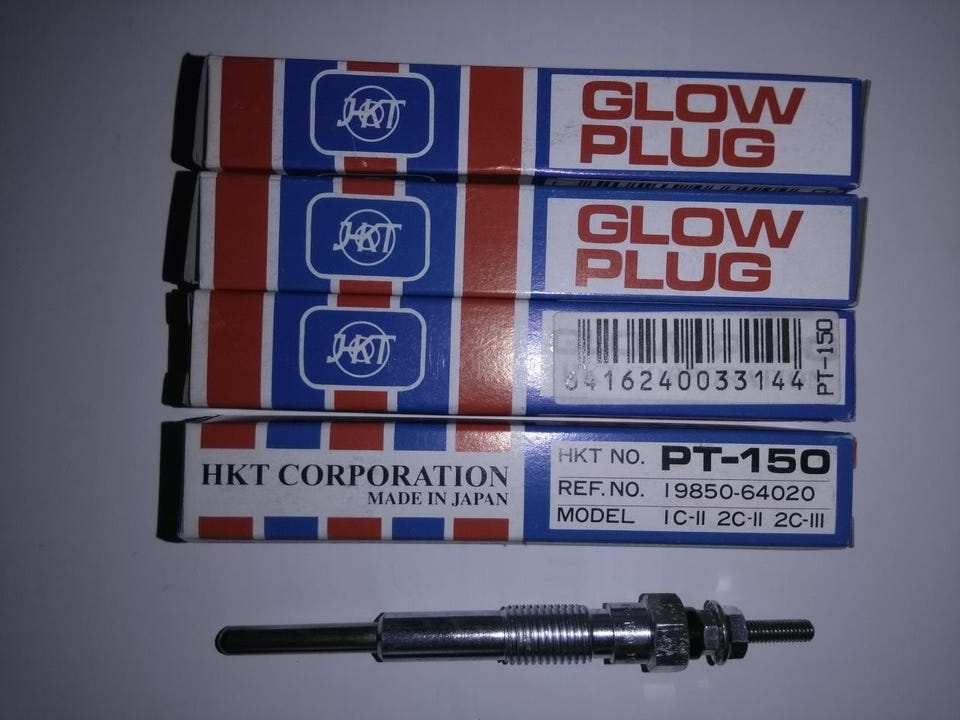 HKT
GLOW
PLUG
HKT
GLOW
PLUG
HKT
6416240033144
PT-150
HKT CORPORATION
MADE IN JAPAN
HKT NO. PT-150
REF. NO. 19850-64020
MODEL 1C-II 2C-II 2C-III